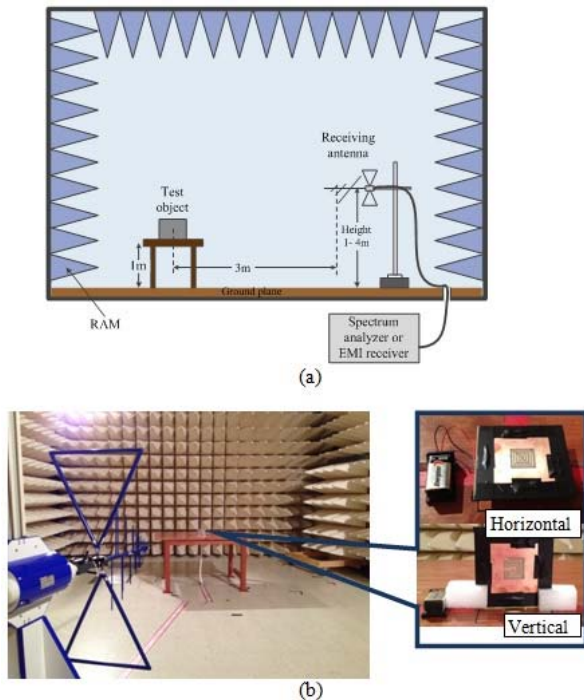 Receiving
antenna
Test
object
Height
1- 4m
1m
3m
Ground plane
RAM
Spectrum
analyzer or
EMI receiver
(a)
Horizontal
Vertical
(b)